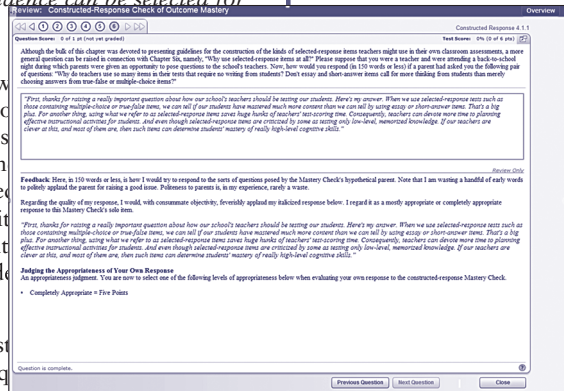 dence can be selected for
Review: Constructed-Response Check of Outcome Mastery
Overview
1 2 3 4 5 6
Constructed Response 4.1.1
Question Score: 0 of 1 pt (not yet graded)
Test Score: 0% (0 of 6 pts)
Although the bulk of this chapter was devoted to presenting guidelines for the construction of the kinds of selected-response items teachers might use in their own classroom assessments, a more
general question can be raised in connection with Chapter Six, namely, "Why use selected-response items at all?" Please suppose that you were a teacher and were attending a back-to-school
night during which parents were given an opportunity to pose questions to the school's teachers. Now, how would you respond (in 150 words or less) if a parent had asked you the following pair
of questions: "Why do teachers use so many items in their tests that require no writing from students? Don't essay and short-answer items call for more thinking from students than merely
choosing answers from true-false or multiple-choice items?"
"First, thanks for raising a really important question about how our school's teachers should be testing our students. Here's my answer. When we use selected-response tests such as
those containing multiple-choice or true-false items, we can tell if our students have mastered much more content than we can tell by using essay or short-answer items. That's a big
plus. For another thing, using what we refer to as selected-response items saves huge hunks of teachers' test-scoring time. Consequently, teachers can devote more time to planning
effective instructional activities for students. And even though selected-response items are criticized by some as testing only low-level, memorized knowledge. If our teachers are
clever at this, and most of them are, then such items can determine students' mastery of really high-level cognitive skills."
Review Only
Feedback: Here, in 150 words or less, is how I would try to respond to the sorts of questions posed by the Mastery Check's hypothetical parent. Note that I am wasting a handful of early words
to politely applaud the parent for raising a good issue. Politeness to parents is, in my experience, rarely a waste.
Regarding the quality of my response, I would, with consummate objectivity, feverishly applaud my italicized response below. I regard it as a mostly appropriate or completely appropriate
response to this Mastery Check's sole item.
"First, thanks for raising a really important question about how our school's teachers should be testing our students. Here's my answer. When we use selected-response tests such as
those containing multiple-choice or true-false items, we can tell if our students have mastered much more content than we can tell by using essay or short-answer items. That's a big
plus. For another thing, using what we refer to as selected-response items saves huge hunks of teachers' test-scoring time. Consequently, teachers can devote more time to planning
effective instructional activities for students. And even though selected-response items are criticized by some as testing only low-level, memorized knowledge. If our teachers are
clever at this, and most of them are, then such items can determine students' mastery of really high-level cognitive skills."
Judging the Appropriateness of Your Own Response
An appropriateness judgment. You are now to select one of the following levels of appropriateness below when evaluating your own response to the constructed-response Mastery Check.
• Completely Appropriate = Five Points
Question is complete.
Previous Question
Next Question
Close